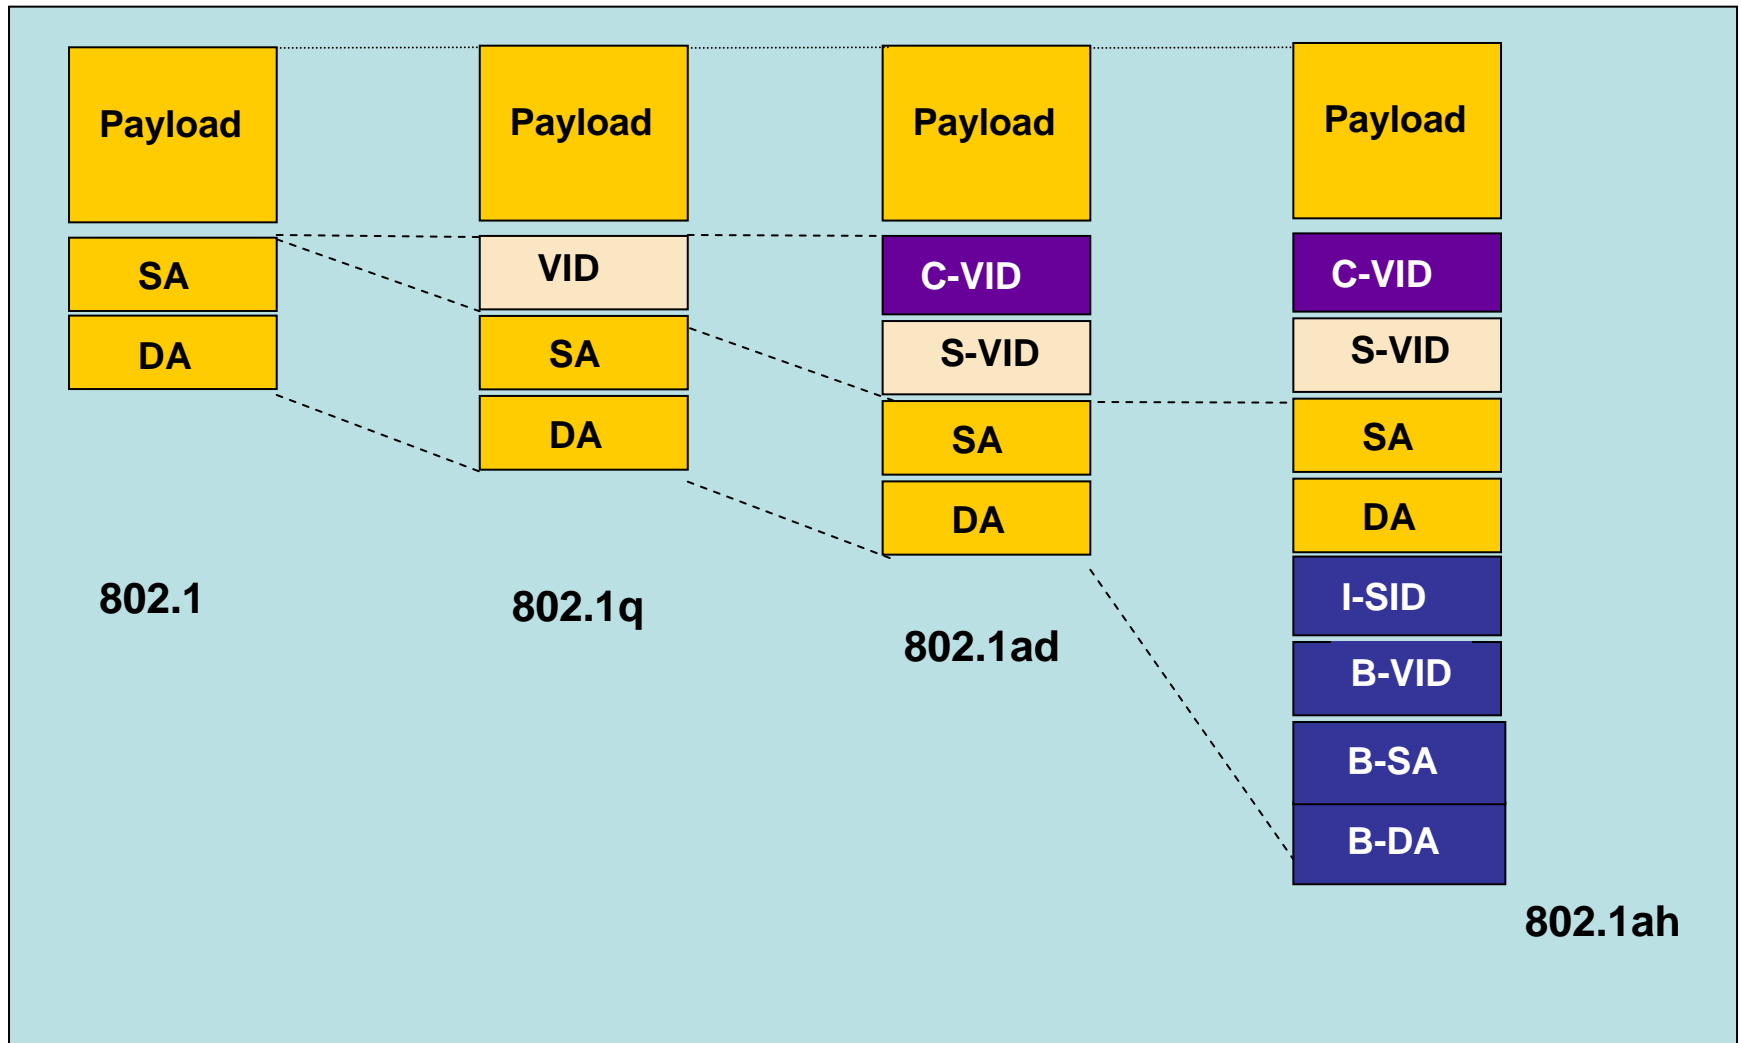 Payload
SA
DA
802.1
Payload
VID
SA
DA
802.1q
Payload
C-VID
S-VID
SA
DA
802.1ad
Payload
C-VID
S-VID
SA
DA
I-SID
B-VID
B-SA
B-DA
802.1ah